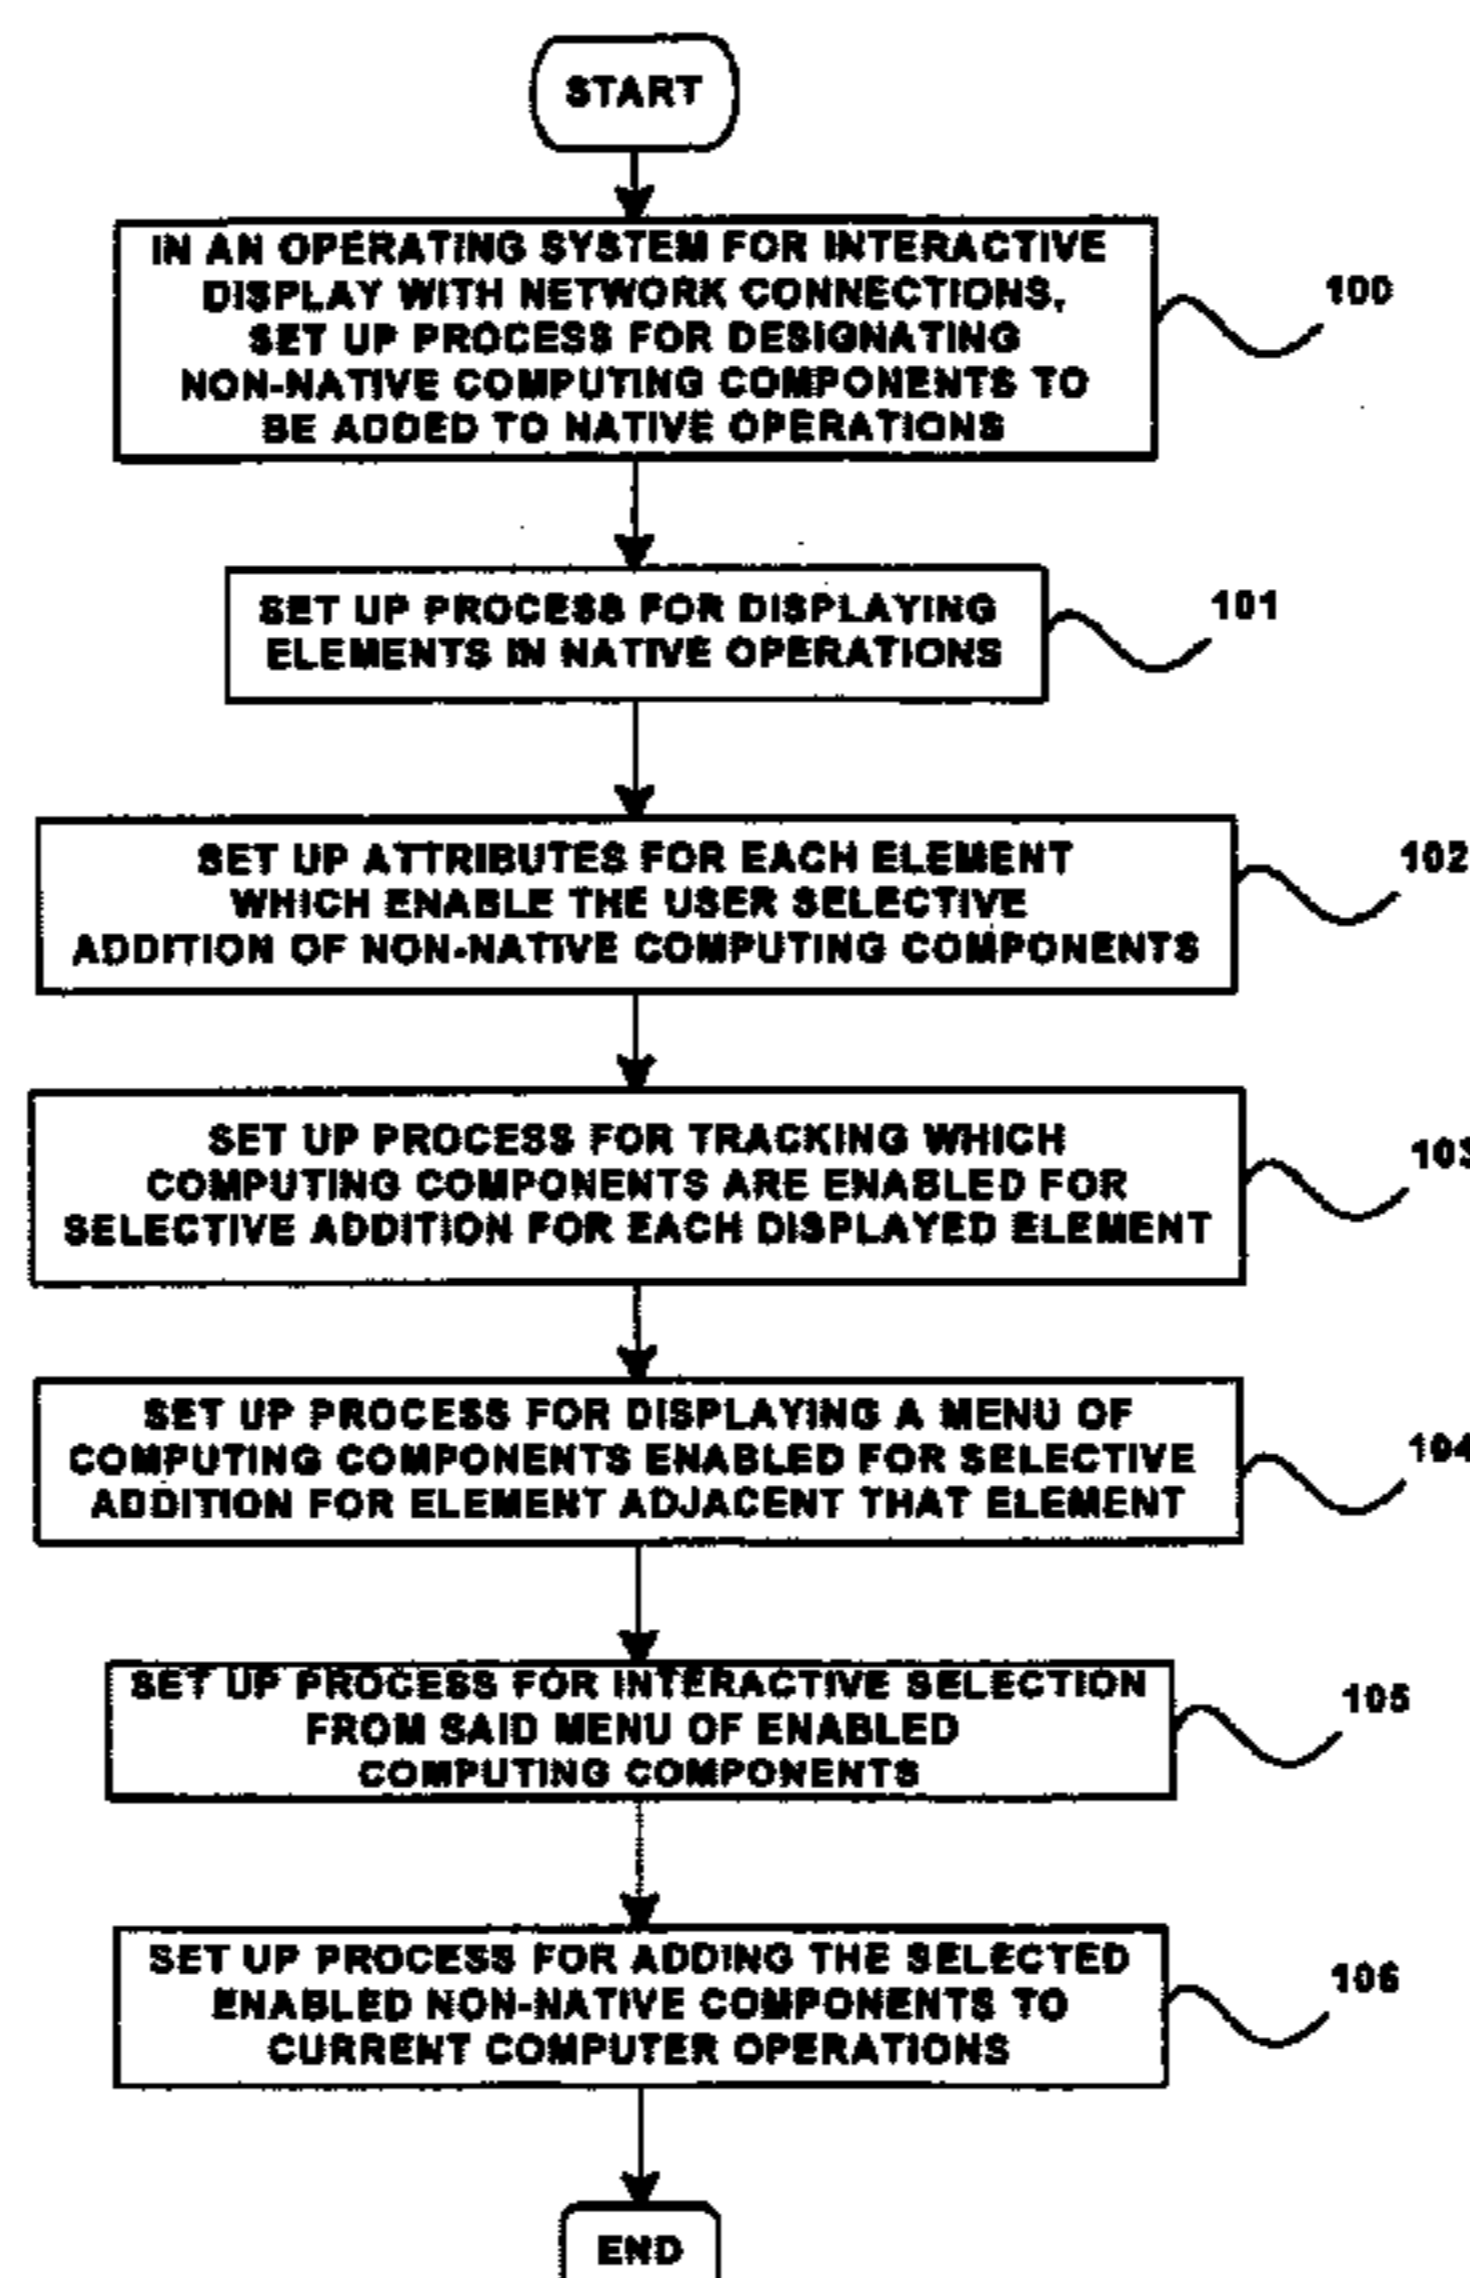 START
IN AN OPERATING SYSTEM FOR INTERACTIVE
DISPLAY WITH NETWORK CONNECTIONS,
SET UP PROCESS FOR DESIGNATING
NON-NATIVE COMPUTING COMPONENTS TO
BE ADDED TO NATIVE OPERATIONS
100
SET UP PROCESS FOR DISPLAYING
ELEMENTS IN NATIVE OPERATIONS
101
SET UP ATTRIBUTES FOR EACH ELEMENT
WHICH ENABLE THE USER SELECTIVE
ADDITION OF NON-NATIVE COMPUTING COMPONENTS
102
SET UP PROCESS FOR TRACKING WHICH
COMPUTING COMPONENTS ARE ENABLED FOR
SELECTIVE ADDITION FOR EACH DISPLAYED ELEMENT
103
SET UP PROCESS FOR DISPLAYING A MENU OF
COMPUTING COMPONENTS ENABLED FOR SELECTIVE
ADDITION FOR ELEMENT ADJACENT THAT ELEMENT
104
SET UP PROCESS FOR INTERACTIVE SELECTION
FROM SAID MENU OF ENABLED
COMPUTING COMPONENTS
105
SET UP PROCESS FOR ADDING THE SELECTED
ENABLED NON-NATIVE COMPONENTS TO
CURRENT COMPUTER OPERATIONS
106
END